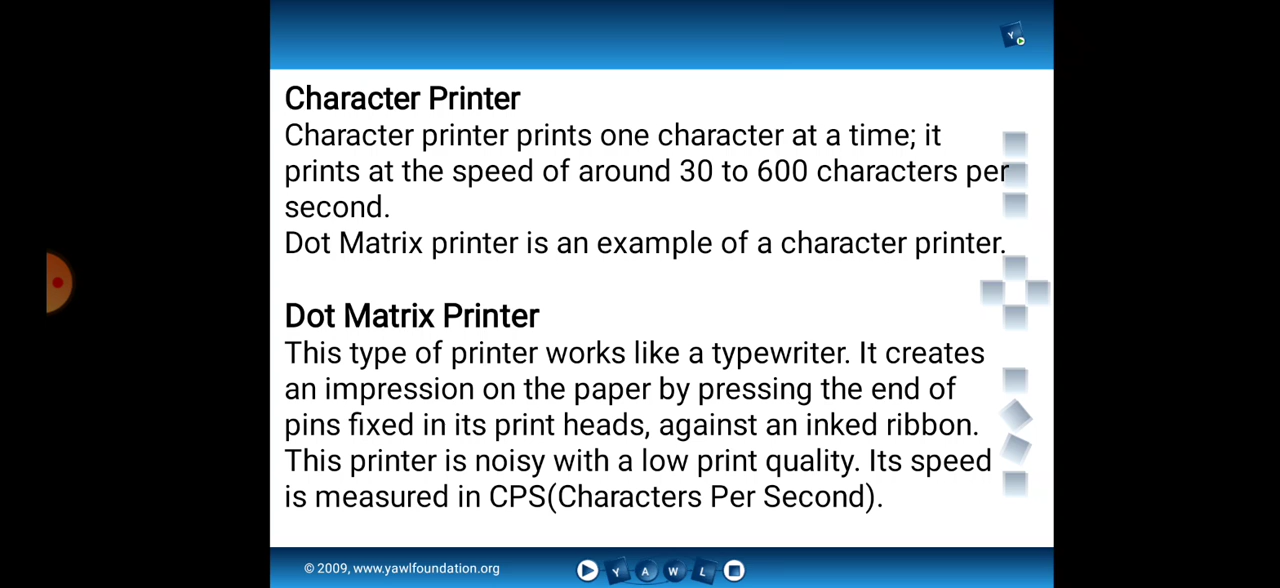 Y
Character Printer
Character printer prints one character at a time; it
prints at the speed of around 30 to 600 characters per
second.
Dot Matrix printer is an example of a character printer.
Dot Matrix Printer
This type of printer works like a typewriter. It creates
an impression on the paper by pressing the end of
pins fixed in its print heads, against an inked ribbon.
This printer is noisy with a low print quality. Its speed
is measured in CPS(Characters Per Second).
© 2009, www.yawlfoundation.org
Y A W L